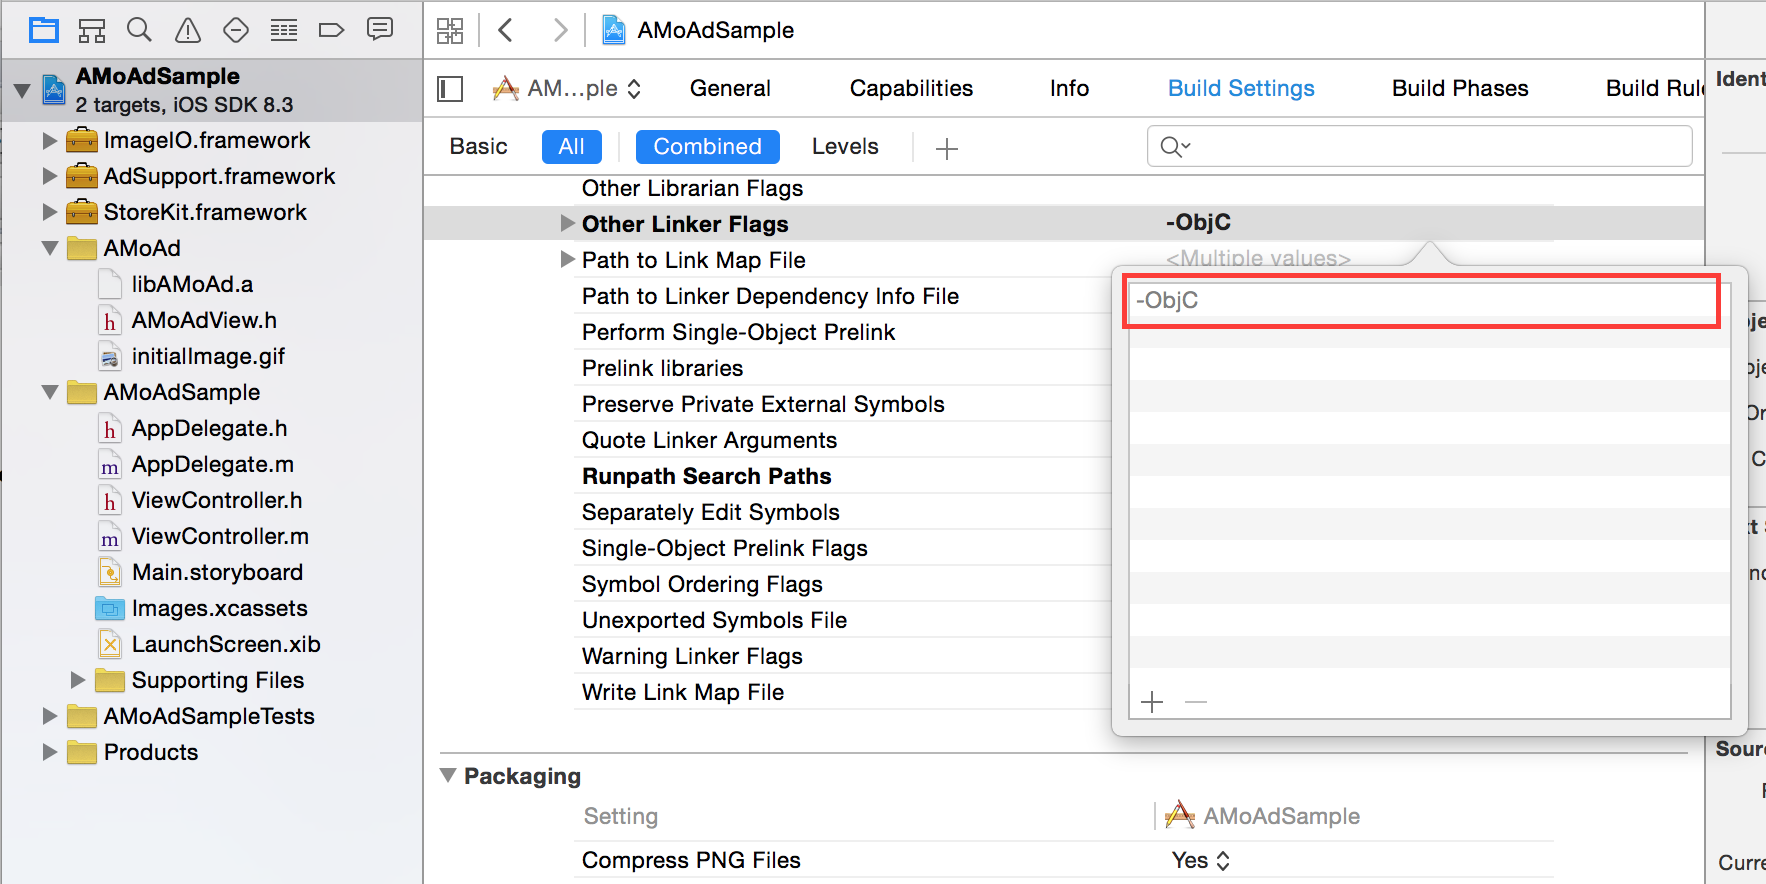 AMoAdSample
2 targets, iOS SDK 8.3
ImageIO.framework
AdSupport.framework
StoreKit.framework
AMoAd
libAMoAd.a
h AMoAdView.h
initialImage.gif
AMoAdSample
h AppDelegate.h
m AppDelegate.m
h ViewController.h
m ViewController.m
Main.storyboard
Images.xcassets
LaunchScreen.xib
Supporting Files
AMoAdSampleTests
Products
AMoAdSample
AM...ple General Capabilities Info Build Settings Build Phases Build Rul
Basic All Combined Levels
Other Librarian Flags
Other Linker Flags -ObjC
Path to Link Map File <Multiple values>
Path to Linker Dependency Info File
Perform Single-Object Prelink
Prelink libraries
Preserve Private External Symbols
Quote Linker Arguments
Runpath Search Paths
Separately Edit Symbols
Single-Object Prelink Flags
Symbol Ordering Flags
Unexported Symbols File
Warning Linker Flags
Write Link Map File
-ObjC
Packaging
Setting AMoAdSample
Compress PNG Files Yes
Ident
Sour
Curre